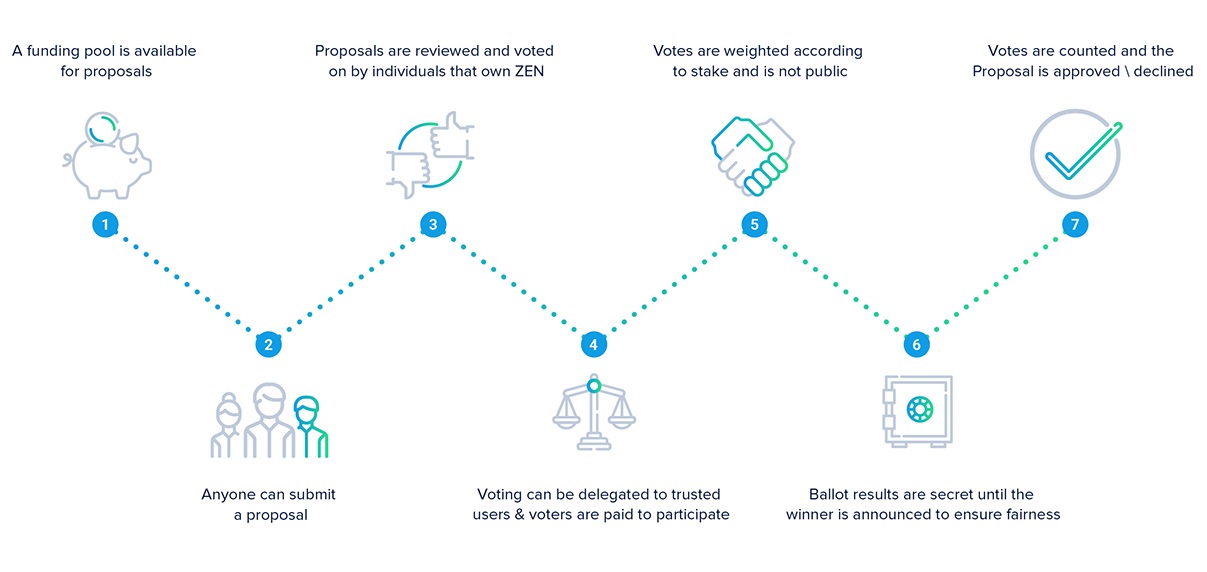 A funding pool is available
for proposals
1
Anyone can submit
a proposal
2
Proposals are reviewed and voted
on by individuals that own ZEN
3
Voting can be delegated to trusted
users & voters are paid to participate
4
Votes are weighted according
to stake and is not public
5
Ballot results are secret until the
winner is announced to ensure fairness
6
Votes are counted and the
Proposal is approved \ declined
7